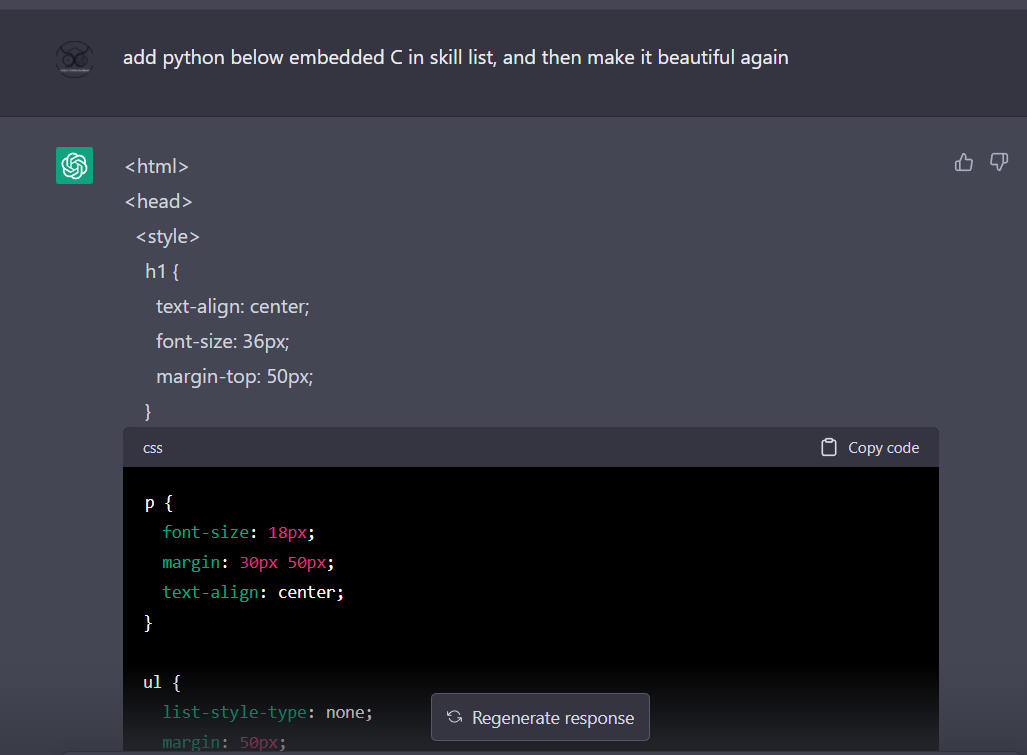 add python below embedded C in skill list, and then make it beautiful again
<html>
<head>
<style>
h1 {
text-align: center;
font-size: 36px;
margin-top: 50px;
}
css
Copy code
p {
font-size: 18px;
margin: 30px 50px;
text-align: center;
}
ul {
list-style-type: none;
Regenerate response
margin: 50px;